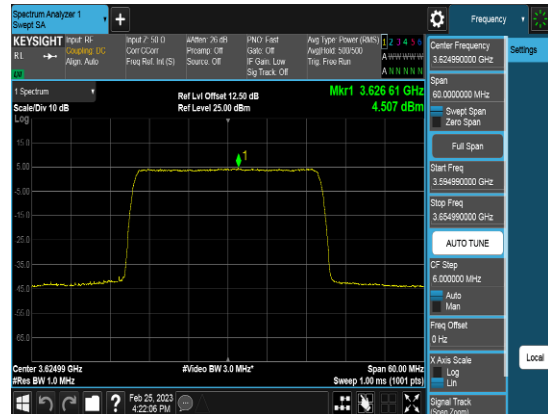 Spectrum Analyzer 1
Swept SA
Frequency
KEYSIGHT
Input: RF
Coupling: DC
Align: Auto
Input Z: 50 Ω
Corr CCorr
Freq Ref: Int (S)
#Atten: 26 dB
Preamp: Off
Source: Off
PNO: Fast
Gate: Off
IF Gain: Low
Sig Track: Off
Avg Type: Power (RMS)
Avg|Hold: 500/500
Trig: Free Run
1 2 3 4 5 6
A W W W W W
A N N N N N
RL
LXI
1 Spectrum
Scale/Div 10 dB
Log
Ref Lvl Offset 12.50 dB
Ref Level 25.00 dBm
Mkr1 3.626 61 GHz
4.507 dBm
1
15.0
5.00
-5.00
-15.0
-25.0
-35.0
-45.0
-55.0
-65.0
Center 3.62499 GHz
#Res BW 1.0 MHz
#Video BW 3.0 MHz*
Span 60.00 MHz
Sweep 1.00 ms (1001 pts)
Feb 25, 2023
4:22:06 PM
Center Frequency
3.624990000 GHz
Settings
Span
60.0000000 MHz
Swept Span
Zero Span
Full Span
Start Freq
3.594990000 GHz
Stop Freq
3.654990000 GHz
AUTO TUNE
CF Step
6.000000 MHz
Auto
Man
Freq Offset
0 Hz
X Axis Scale
Log
Lin
Local
Signal Track
(Span Zoom)